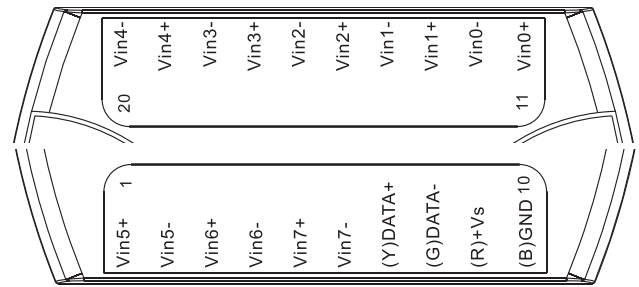 Vin4-
Vin4+
Vin3-
Vin3+
Vin2-
Vin2+
Vin1-
Vin1+
Vin0-
Vin0+
20
11
1
10
Vin5+
Vin5-
Vin6+
Vin6-
Vin7+
Vin7-
(Y)DATA+
(G)DATA-
(R)+Vs
(B)GND